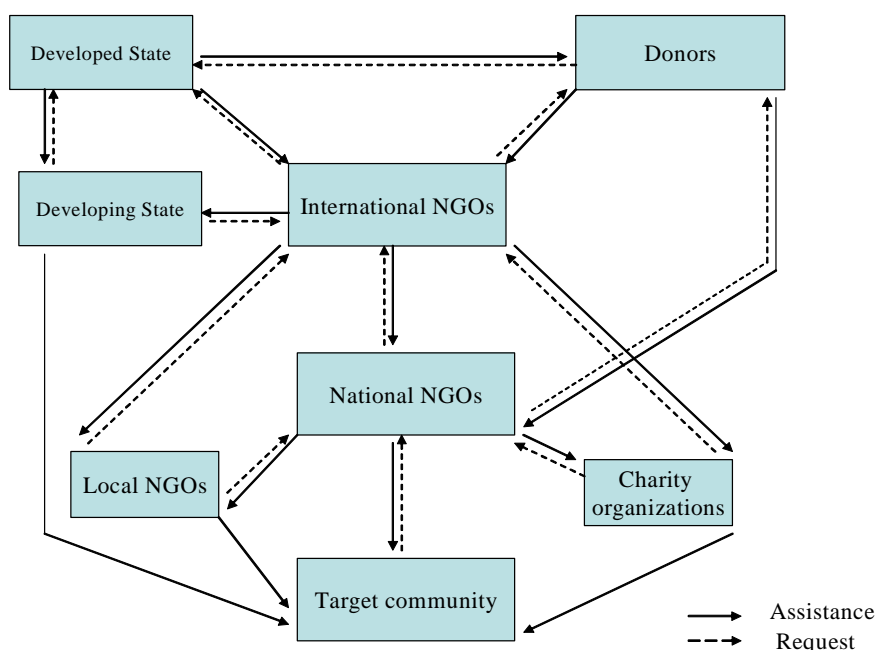 Developed State
Donors
Developing State
International NGOs
National NGOs
Local NGOs
Charity
organizations
Target community
Assistance
Request